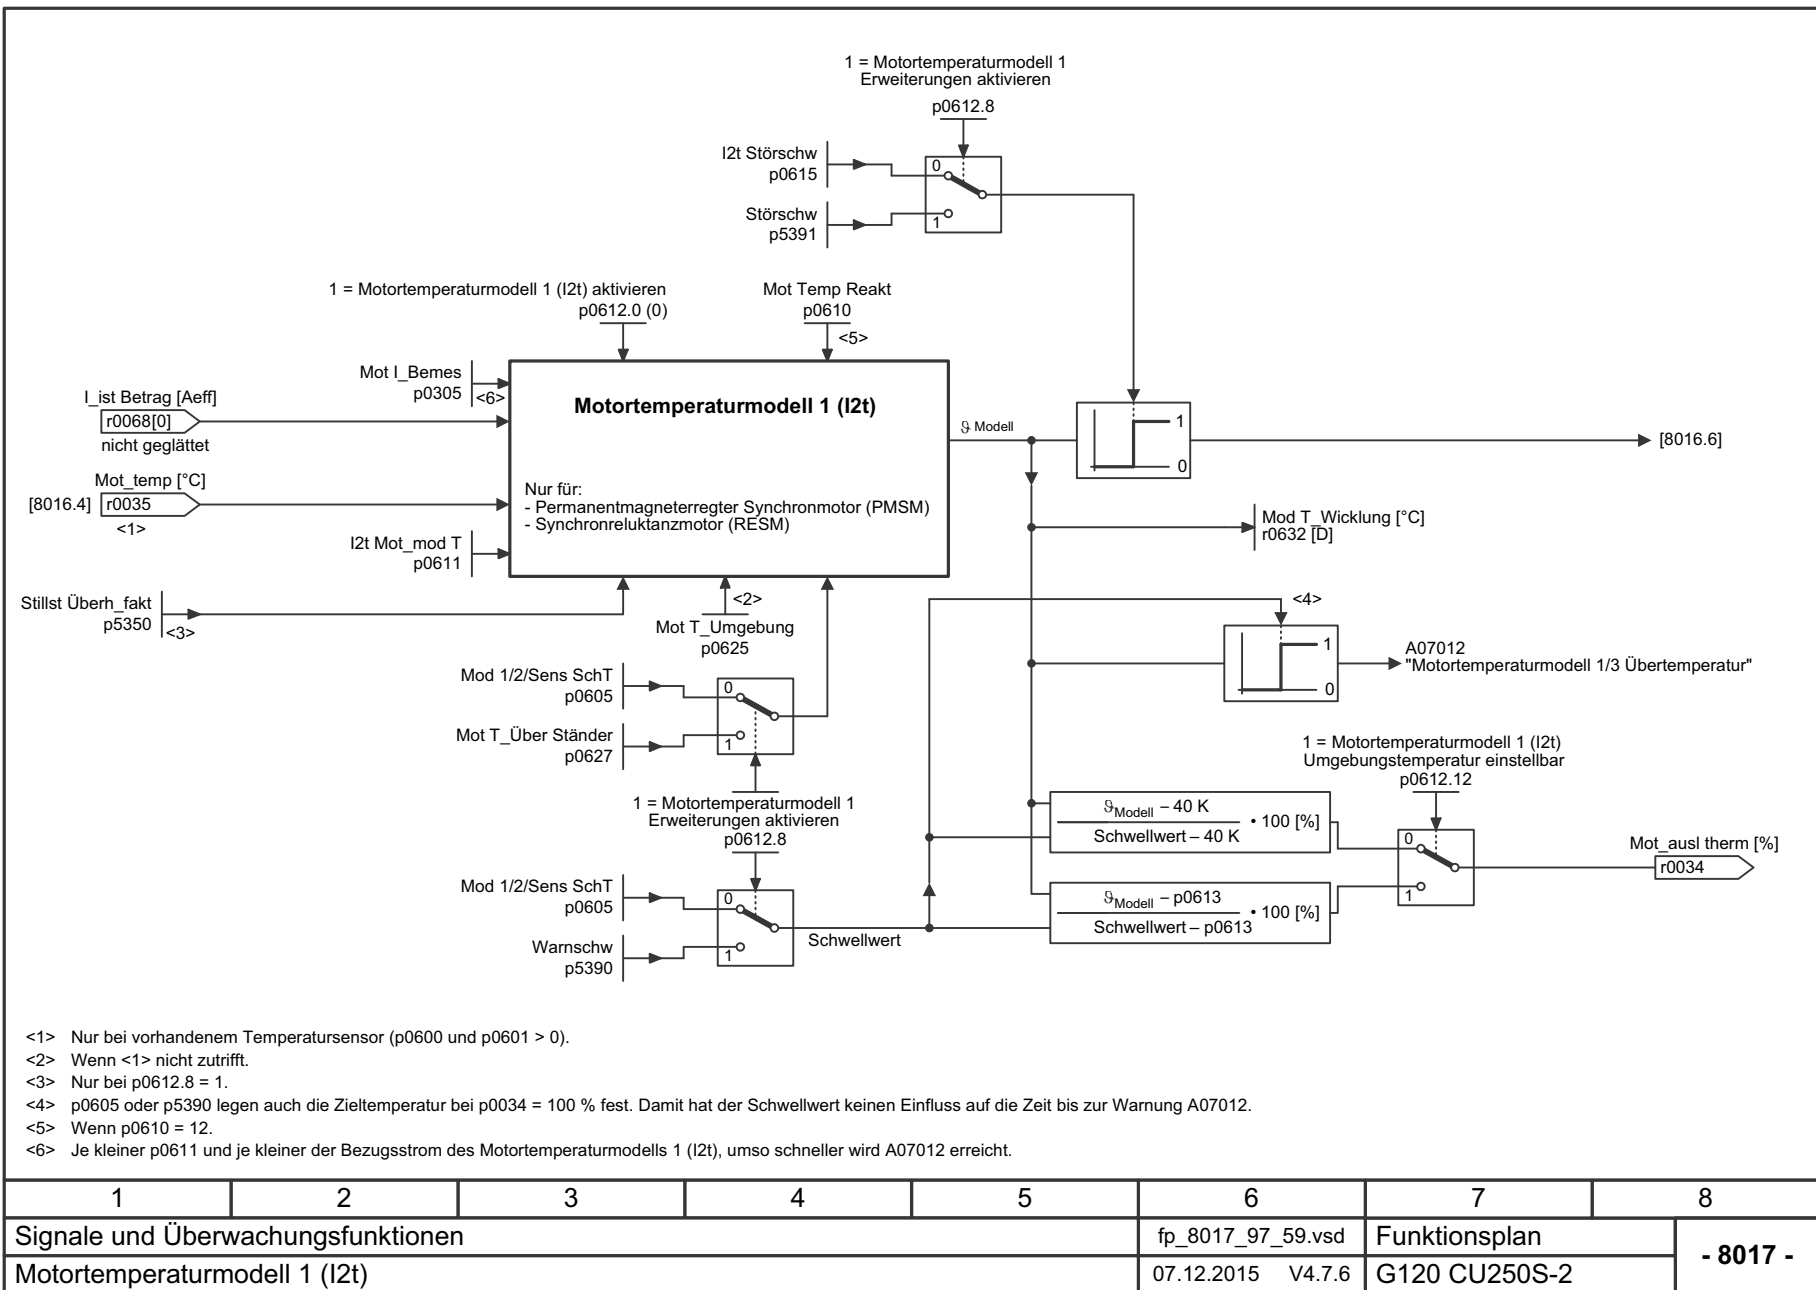 1 = Motortemperaturmodell 1
Erweiterungen aktivieren
p0612.8
I2t Störschw
p0615
0
Störschw
p5391
1
1 = Motortemperaturmodell 1 (I2t) aktivieren
p0612.0 (0)
Mot Temp Reakt
p0610
<5>
Mot I_Bemes
p0305
<6>
I_ist Betrag [Aeff]
r0068[0]
nicht geglättet
Motortemperaturmodell 1 (I2t)
ϑ Modell
1
0
[8016.6]
Mot_temp [°C]
[8016.4]
r0035
<1>
Nur für:
- Permanentmagneterregter Synchronmotor (PMSM)
- Synchronreluktanzmotor (RESM)
I2t Mot_mod T
p0611
Mod T_Wicklung [°C]
r0632 [D]
Stillst Überh_fakt
p5350
<3>
<2>
Mot T_Umgebung
p0625
<4>
1
0
A07012
"Motortemperaturmodell 1/3 Übertemperatur"
Mod 1/2/Sens SchT
p0605
0
Mot T_Über Ständer
p0627
1
1 = Motortemperaturmodell 1
Erweiterungen aktivieren
p0612.8
1 = Motortemperaturmodell 1 (I2t)
Umgebungstemperatur einstellbar
p0612.12
ϑModell – 40 K
Schwellwert – 40 K
• 100 [%]
0
1
Mot_ausl therm [%]
r0034
Mod 1/2/Sens SchT
p0605
0
Warnschw
p5390
1
Schwellwert
ϑModell – p0613
Schwellwert – p0613
• 100 [%]
<1> Nur bei vorhandenem Temperatursensor (p0600 und p0601 > 0).
<2> Wenn <1> nicht zutrifft.
<3> Nur bei p0612.8 = 1.
<4> p0605 oder p5390 legen auch die Zieltemperatur bei p0034 = 100 % fest. Damit hat der Schwellwert keinen Einfluss auf die Zeit bis zur Warnung A07012.
<5> Wenn p0610 = 12.
<6> Je kleiner p0611 und je kleiner der Bezugsstrom des Motortemperaturmodells 1 (I2t), umso schneller wird A07012 erreicht.
1 2 3 4 5 6 7 8
Signale und Überwachungsfunktionen
fp_8017_97_59.vsd
Funktionsplan
- 8017 -
Motortemperaturmodell 1 (I2t)
07.12.2015 V4.7.6
G120 CU250S-2